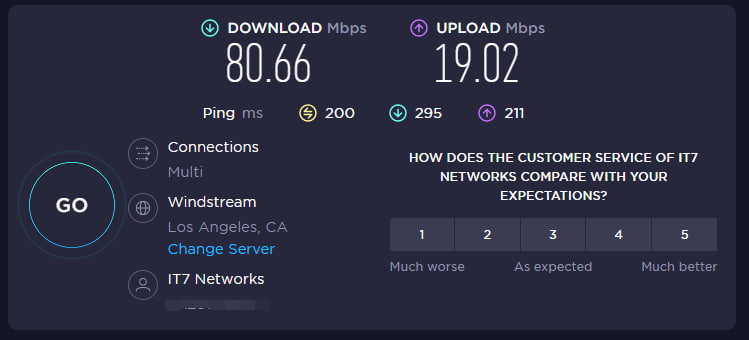 DOWNLOAD Mbps
80.66
UPLOAD Mbps
19.02
Ping ms 200 295 211
GO
Connections
Multi
Windstream
Los Angeles, CA
Change Server
IT7 Networks
HOW DOES THE CUSTOMER SERVICE OF IT7
NETWORKS COMPARE WITH YOUR
EXPECTATIONS?
1 2 3 4 5
Much worse As expected Much better